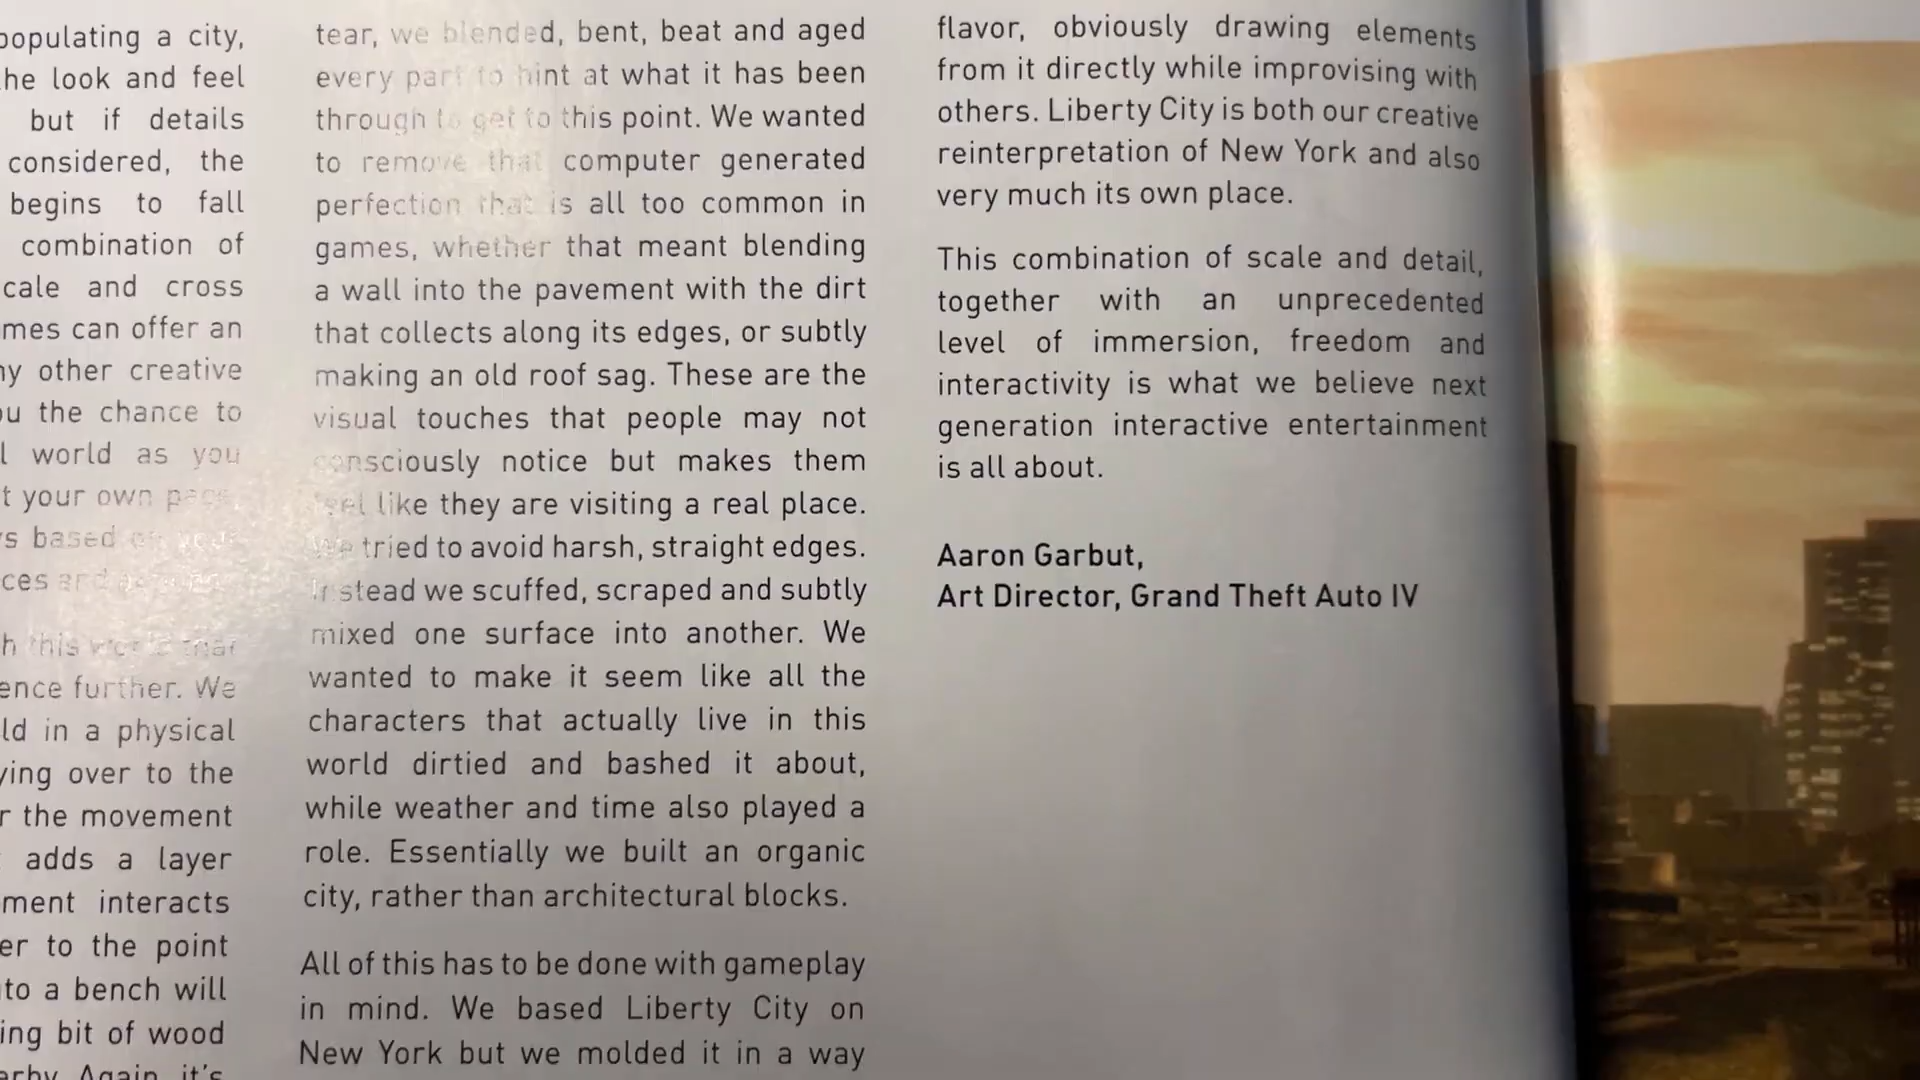 populating a city,
he look and feel
but if details
considered, the
begins to fall
combination of
cale and cross
mes can offer an
ny other creative
ou the chance to
l world as you
t your own
s based
ces
h this
ence further. We
ld in a physical
ying over to the
r the movement
adds a layer
ment interacts
er to the point
to a bench will
ing bit of wood
Again it's
tear, we blended, bent, beat and aged
every part to hint at what it has been
through to get to this point. We wanted
to remove that computer generated
perfection that is all too common in
games, whether that meant blending
a wall into the pavement with the dirt
that collects along its edges, or subtly
making an old roof sag. These are the
visual touches that people may not
consciously notice but makes them
feel like they are visiting a real place.
We tried to avoid harsh, straight edges.
Instead we scuffed, scraped and subtly
mixed one surface into another. We
wanted to make it seem like all the
characters that actually live in this
world dirtied and bashed it about,
while weather and time also played a
role. Essentially we built an organic
city, rather than architectural blocks.
All of this has to be done with gameplay
in mind. We based Liberty City on
New York but we molded it in a way
flavor, obviously drawing elements
from it directly while improvising with
others. Liberty City is both our creative
reinterpretation of New York and also
very much its own place.
This combination of scale and detail,
together with an unprecedented
level of immersion, freedom and
interactivity is what we believe next
generation interactive entertainment
is all about.
Aaron Garbut,
Art Director, Grand Theft Auto IV